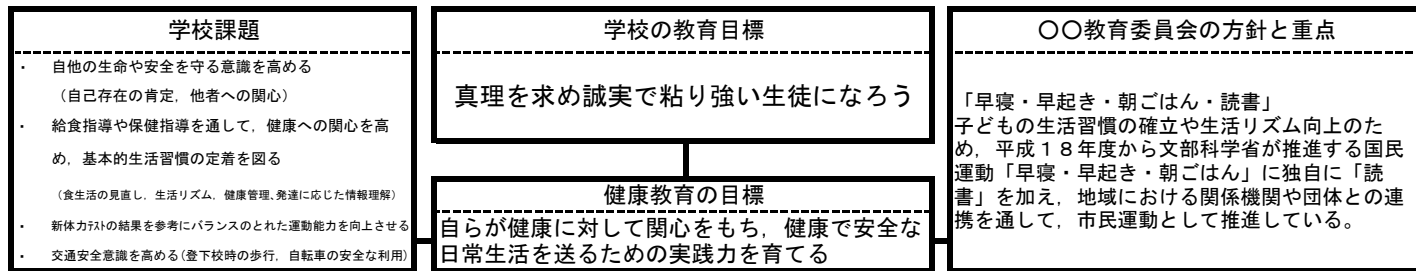 学校課題
・ 自他の生命や安全を守る意識を高める
（自己存在の肯定，他者への関心）
・ 給食指導や保健指導を通して，健康への関心を高
め，基本的生活習慣の定着を図る
（食生活の見直し，生活リズム，健康管理､発達に応じた情報理解）
・ 新体力ﾃｽﾄの結果を参考にバランスのとれた運動能力を向上させる
・ 交通安全意識を高める(登下校時の歩行，自転車の安全な利用)
学校の教育目標
真理を求め誠実で粘り強い生徒になろう
健康教育の目標
自らが健康に対して関心をもち，健康で安全な
日常生活を送るための実践力を育てる
〇〇教育委員会の方針と重点
「早寝・早起き・朝ごはん・読書」
子どもの生活習慣の確立や生活リズム向上のた
め，平成１８年度から文部科学省が推進する国民
運動「早寝・早起き・朝ごはん」に独自に「読
書」を加え，地域における関係機関や団体との連
携を通して，市民運動として推進している。